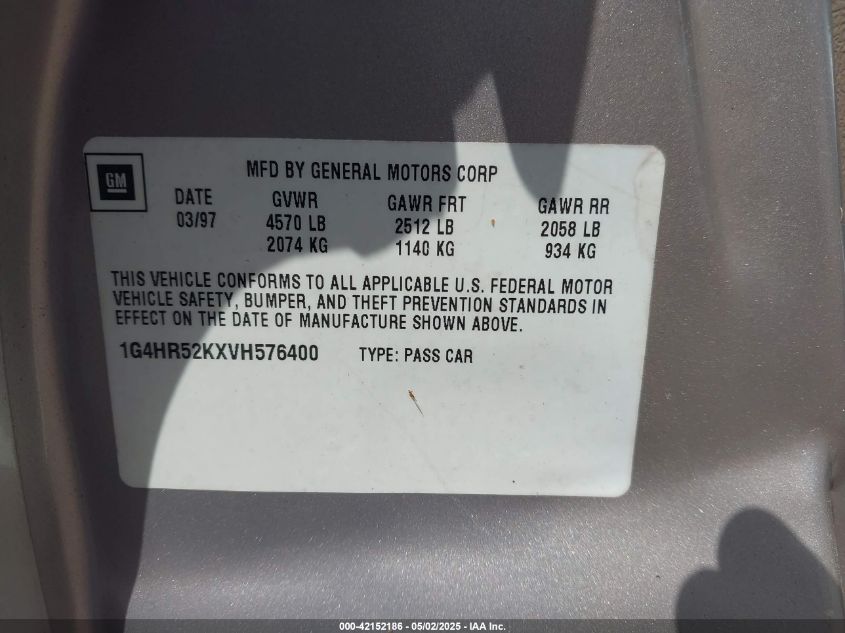 GM
MFD BY GENERAL MOTORS CORP
DATE GVWR GAWR FRT GAWR RR
03/97 4570 LB 2512 LB 2058 LB
2074 KG 1140 KG 934 KG
THIS VEHICLE CONFORMS TO ALL APPLICABLE U.S. FEDERAL MOTOR
VEHICLE SAFETY, BUMPER, AND THEFT PREVENTION STANDARDS IN
EFFECT ON THE DATE OF MANUFACTURE SHOWN ABOVE.
1G4HR52KXVH576400 TYPE: PASS CAR
000-42152186 - 05/02/2025 - IAA Inc.